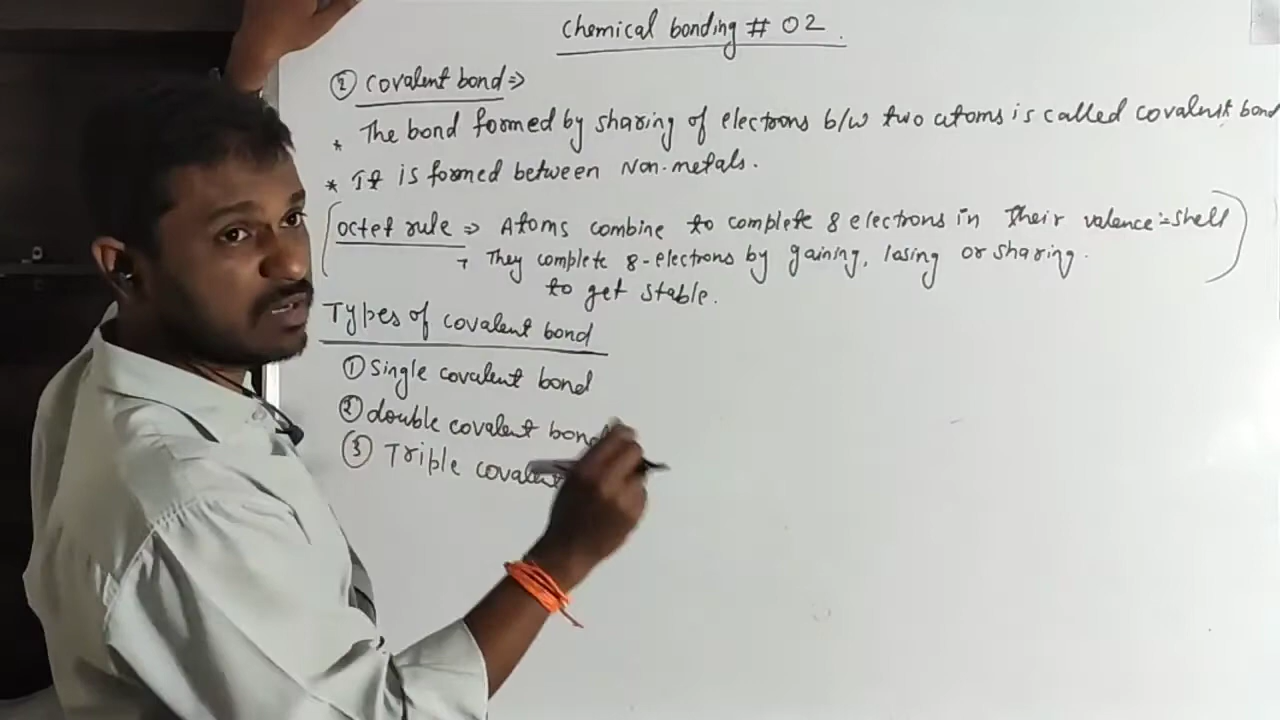 Chemical bonding # 02.
② covalent bond ⇒
* The bond formed by sharing of electrons b/w two atoms is called covalent bond
* It is formed between Non-metals.
octet rule ⇒ Atoms combine to complete 8 electrons in their valence-shell
→ They complete 8-electrons by gaining, lasing or sharing.
to get stable.
Types of covalent bond
① Single covalent bond
② double covalent bond
③ Triple covalent